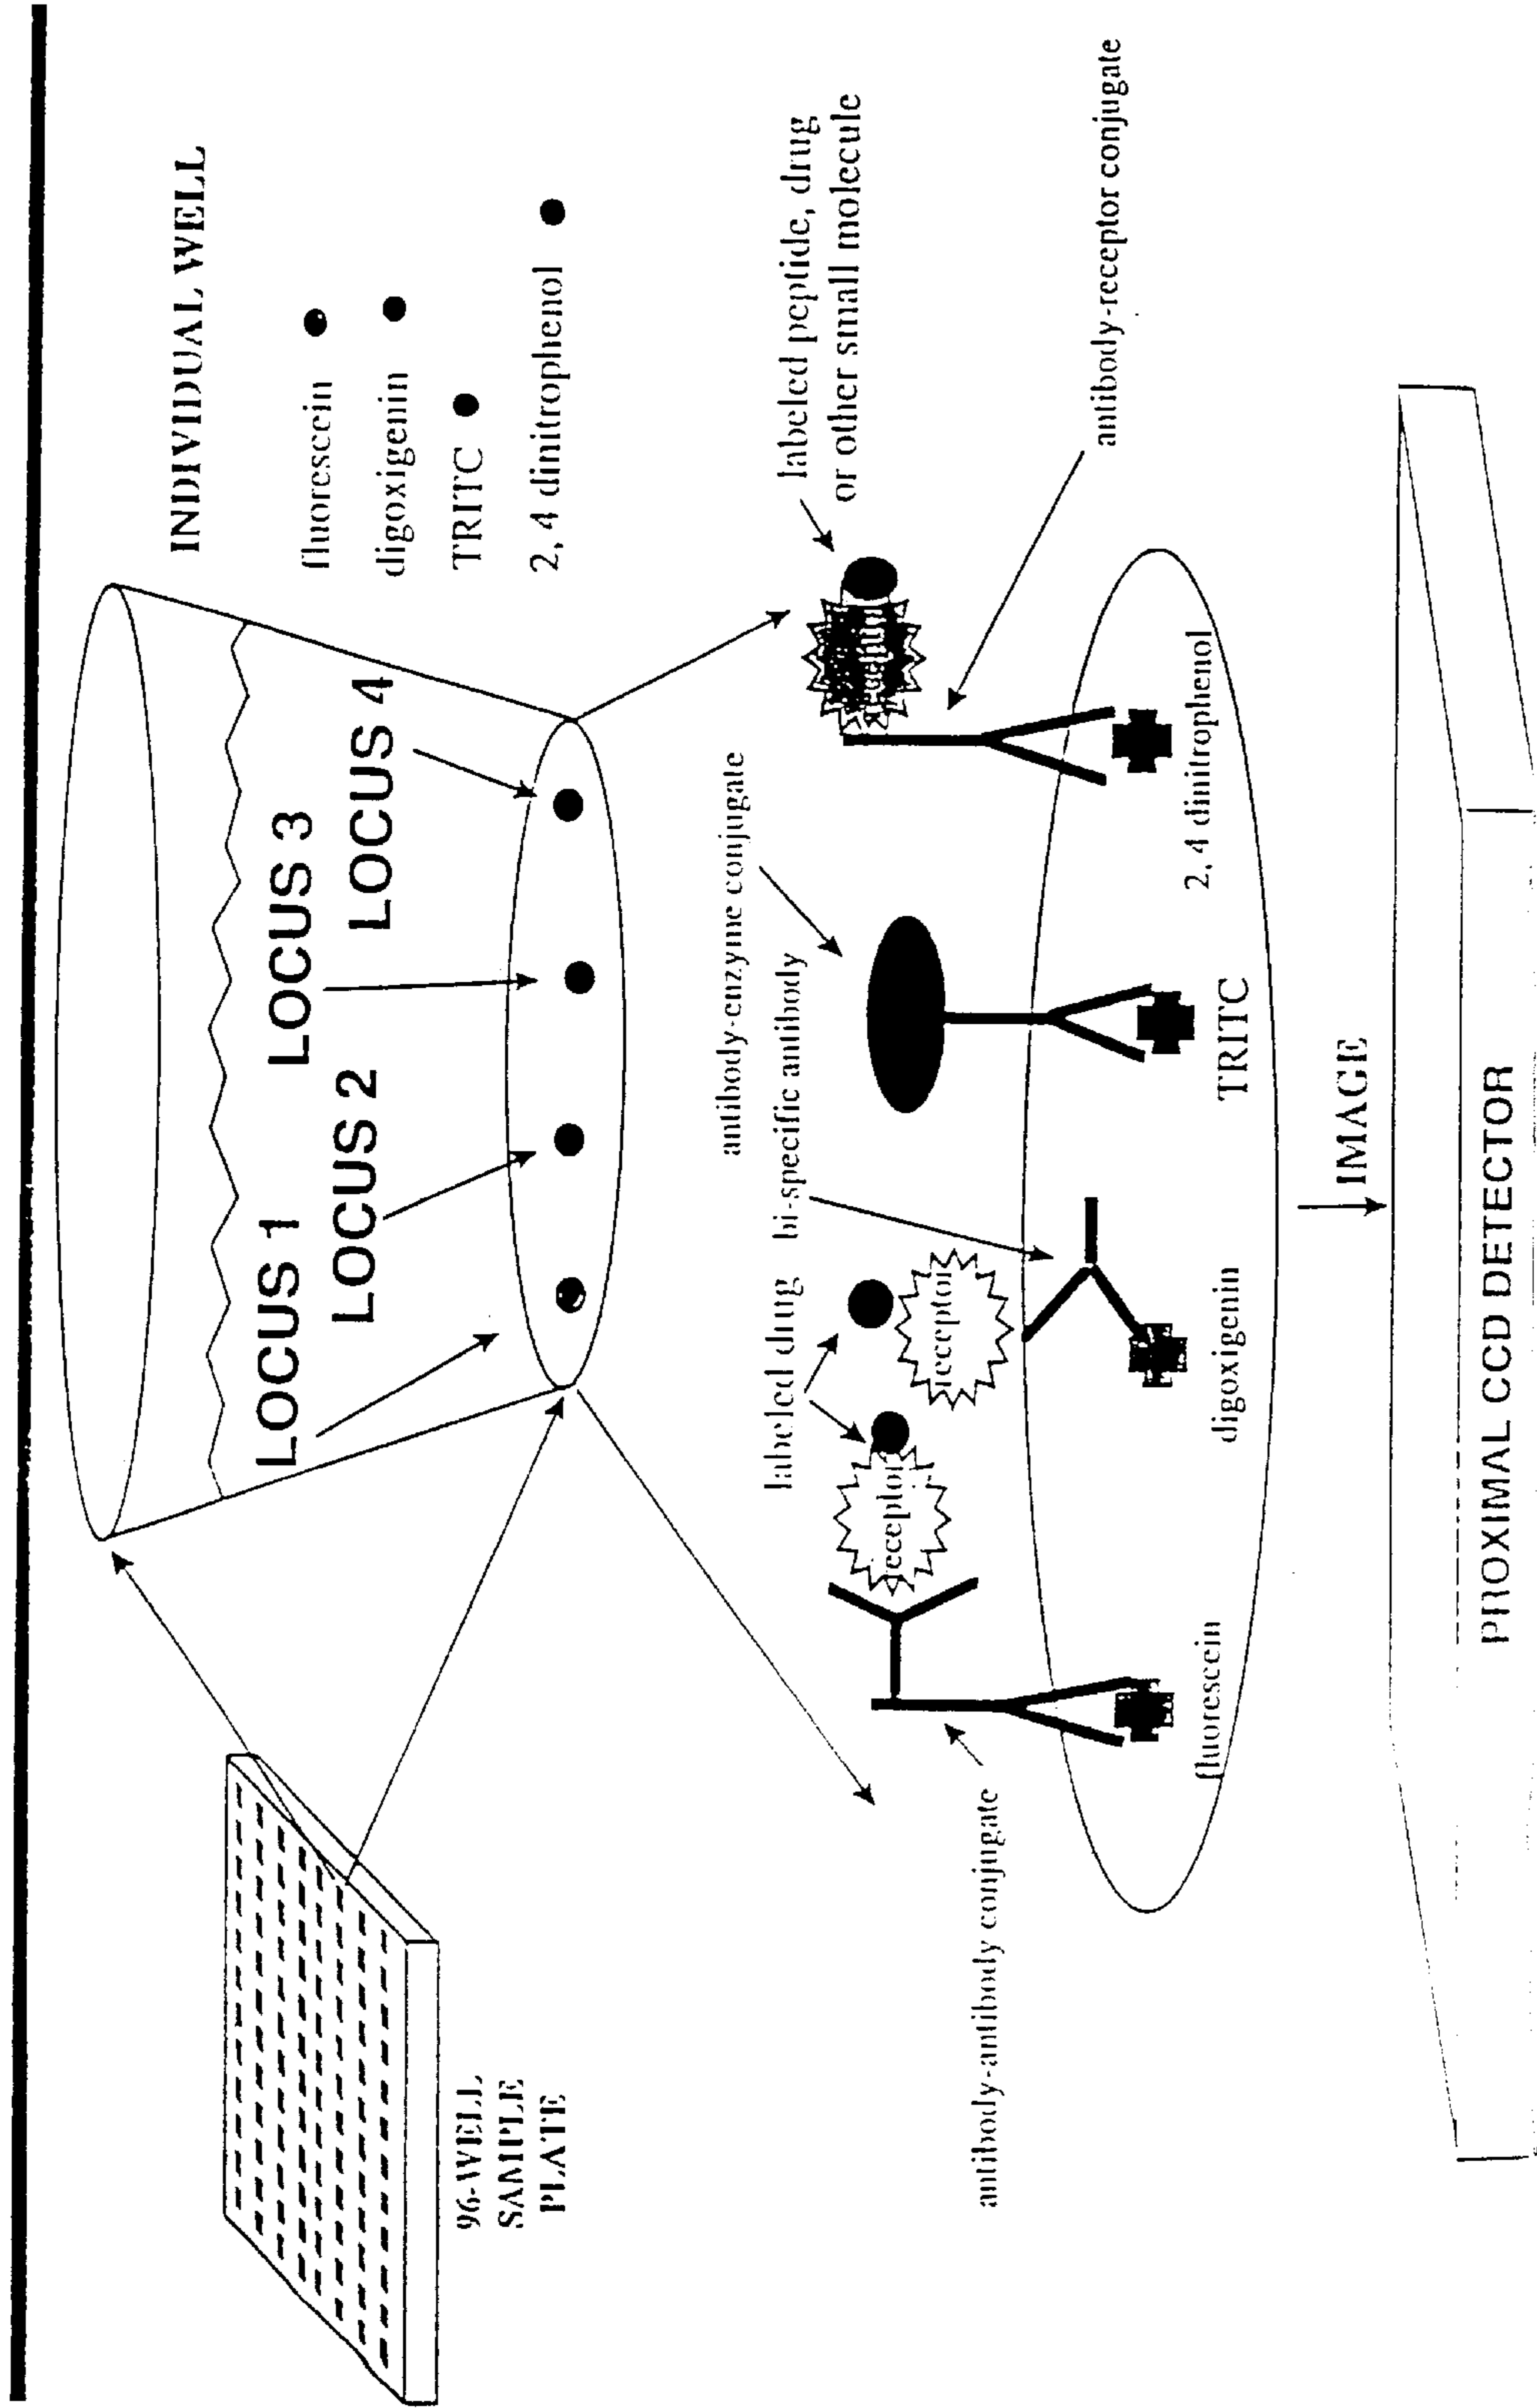 INDIVIDUAL WELL
fluorescein
digoxigenin
TRITC
2, 4 dinitrophenol
LOCUS 1
LOCUS 2
LOCUS 3
LOCUS 4
96-WELL
SAMPLE
PLATE
labeled peptide, drug
or other small molecule
antibody-enzyme conjugate
bi-specific antibody
labeled drug
receptor
receptor
antibody-receptor conjugate
antibody-antibody conjugate
fluorescein
digoxigenin
TRITC
2, 4 dinitrophenol
IMAGE
PROXIMAL CCD DETECTOR